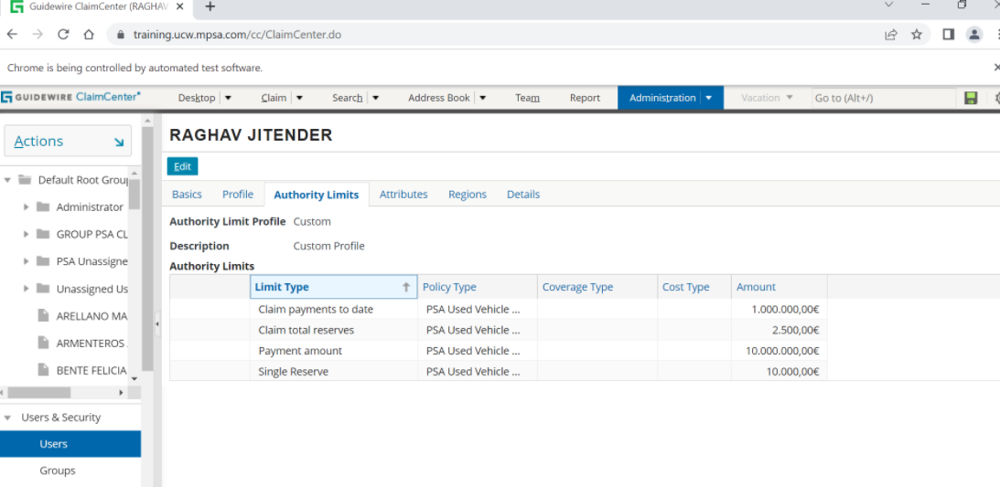 Guidewire ClaimCenter (RAGHAV
training.ucw.mpsa.com/cc/ClaimCenter.do
Chrome is being controlled by automated test software.
GUIDEWIRE ClaimCenter Desktop Claim Search Address Book Team Report Administration Vacation Go to (Alt+/)
Actions
RAGHAV JITENDER
Edit
Default Root Group
Administrator
GROUP PSA CL
PSA Unassigne
Unassigned Us
ARELLANO MA
ARMENTEROS
BENTE FELICIA
Users & Security
Users
Groups
Basics Profile Authority Limits Attributes Regions Details
Authority Limit Profile Custom
Description Custom Profile
Authority Limits
Limit Type Policy Type Coverage Type Cost Type Amount
Claim payments to date PSA Used Vehicle ... 1.000.000,00€
Claim total reserves PSA Used Vehicle ... 2.500,00€
Payment amount PSA Used Vehicle ... 10.000.000,00€
Single Reserve PSA Used Vehicle ... 10.000,00€